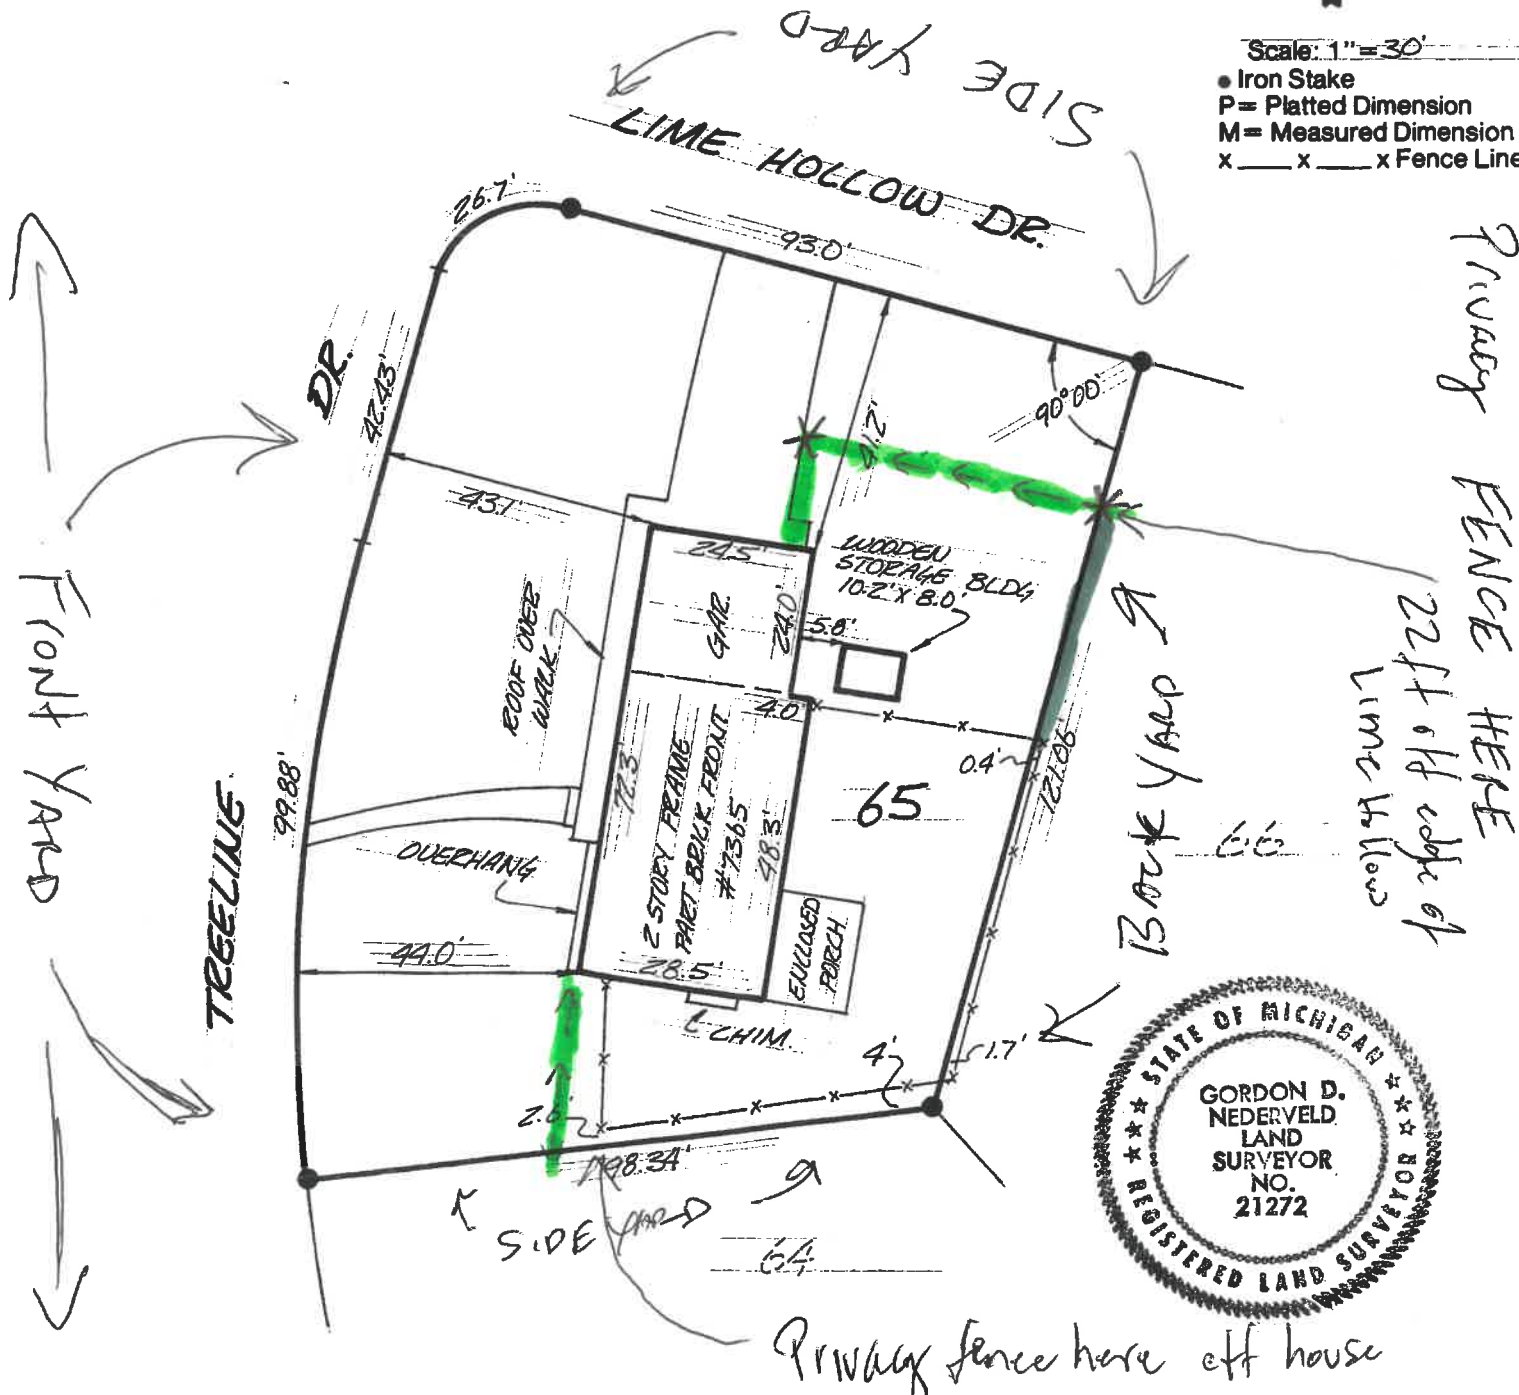 Scale: 1"=30'
Iron Stake
P= Platted Dimension
M= Measured Dimension
x ___ x ___ x Fence Line
SIDE YARD
LIME HOLLOW DR.
26.7'
93.0'
DR.
42.43'
90°00'
41.2'
43.1'
Privacy FENCE HERE
22ft off edge of
Lime Hollow
24.5'
WOODEN
STORAGE BLDG
10.2'X 8.0'
GAR.
24.0'
5.8'
ROOF OVER
WALK
4.0'
FRONT YARD
BACK YARD
0.4'
121.06'
72.3'
2 STORY FRAME
PART BRICK FRONT
#7365
48.3'
65
66
99.88'
TREELINE
OVERHANG
ENCLOSED
PORCH
44.0'
28.5'
CHIM.
4'
1.7'
2.6'
98.34'
SIDE YARD
64
STATE OF MICHIGAN
REGISTERED LAND SURVEYOR
GORDON D.
NEDERVELD
LAND
SURVEYOR
NO.
21272
Privacy fence here off house